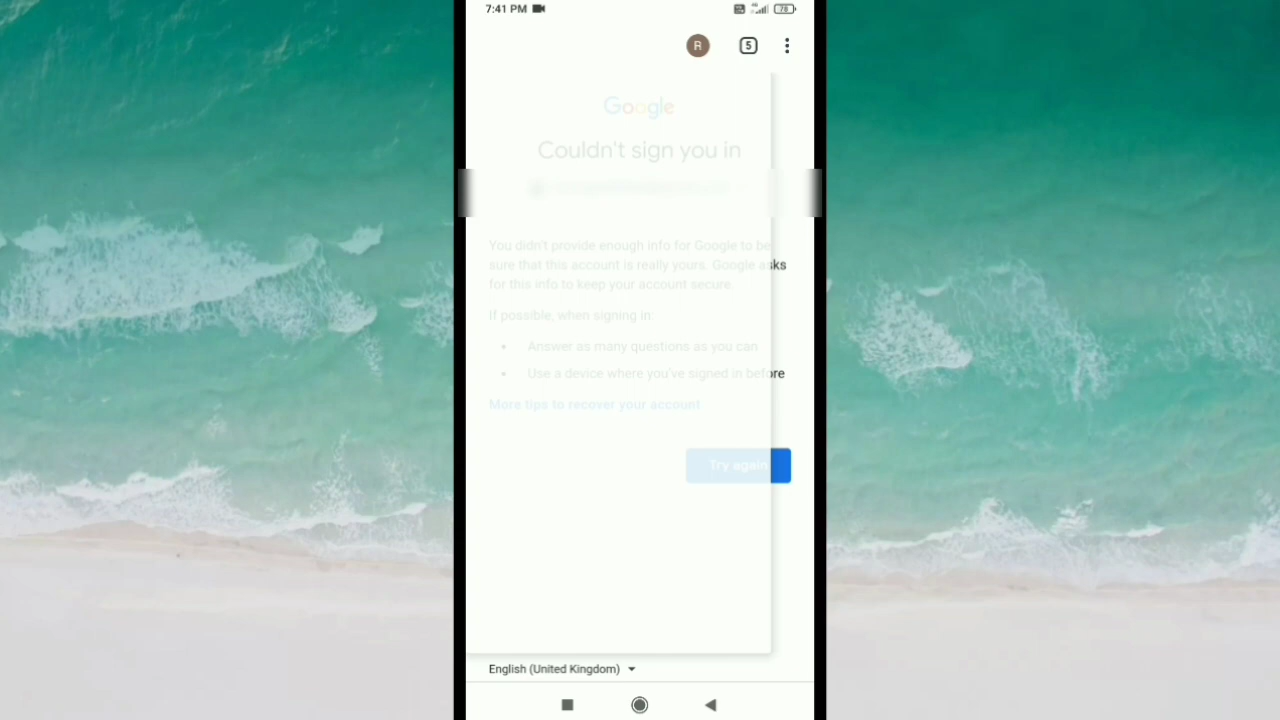 7:41 PM
78
R
5
Google
Couldn't sign you in
You didn't provide enough info for Google to be
sure that this account is really yours. Google asks
for this info to keep your account secure.
If possible, when signing in:
• Answer as many questions as you can
• Use a device where you've signed in before
More tips to recover your account
Try again
English (United Kingdom)